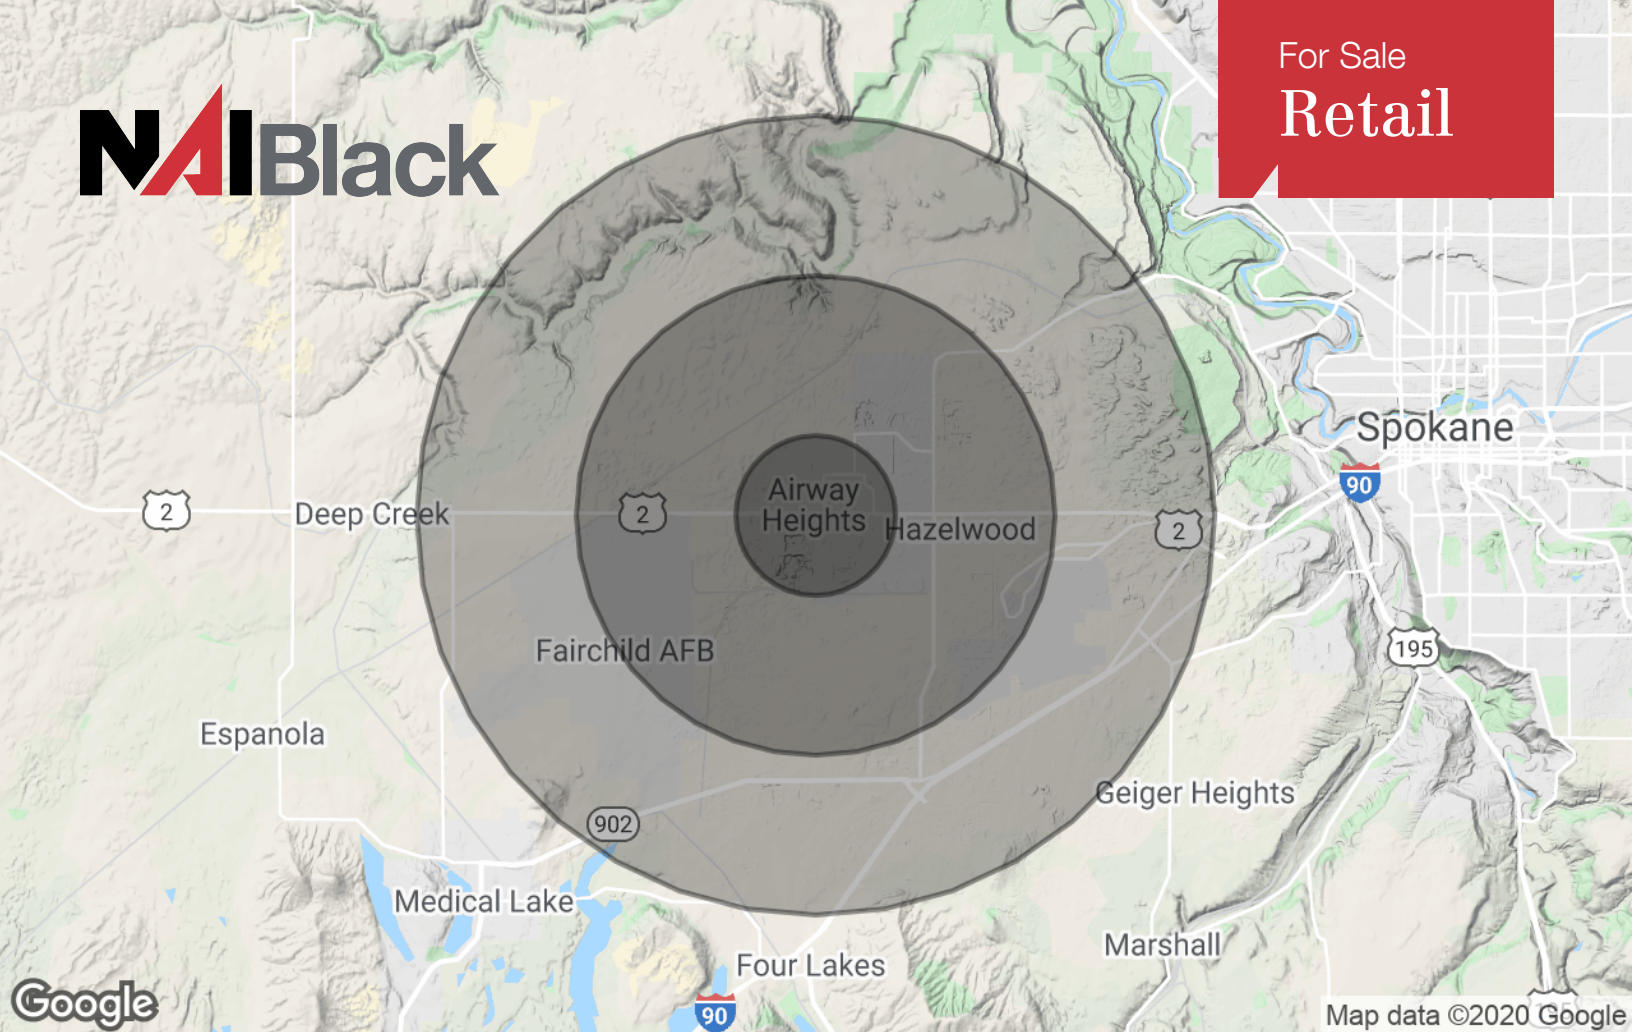 NAIBlack
For Sale
Retail
Spokane
90
Airway
Heights
2
Deep Creek
2
Hazelwood
2
195
Fairchild AFB
Espanola
Geiger Heights
902
Medical Lake
Marshall
Four Lakes
90
Google
Map data ©2020 Google